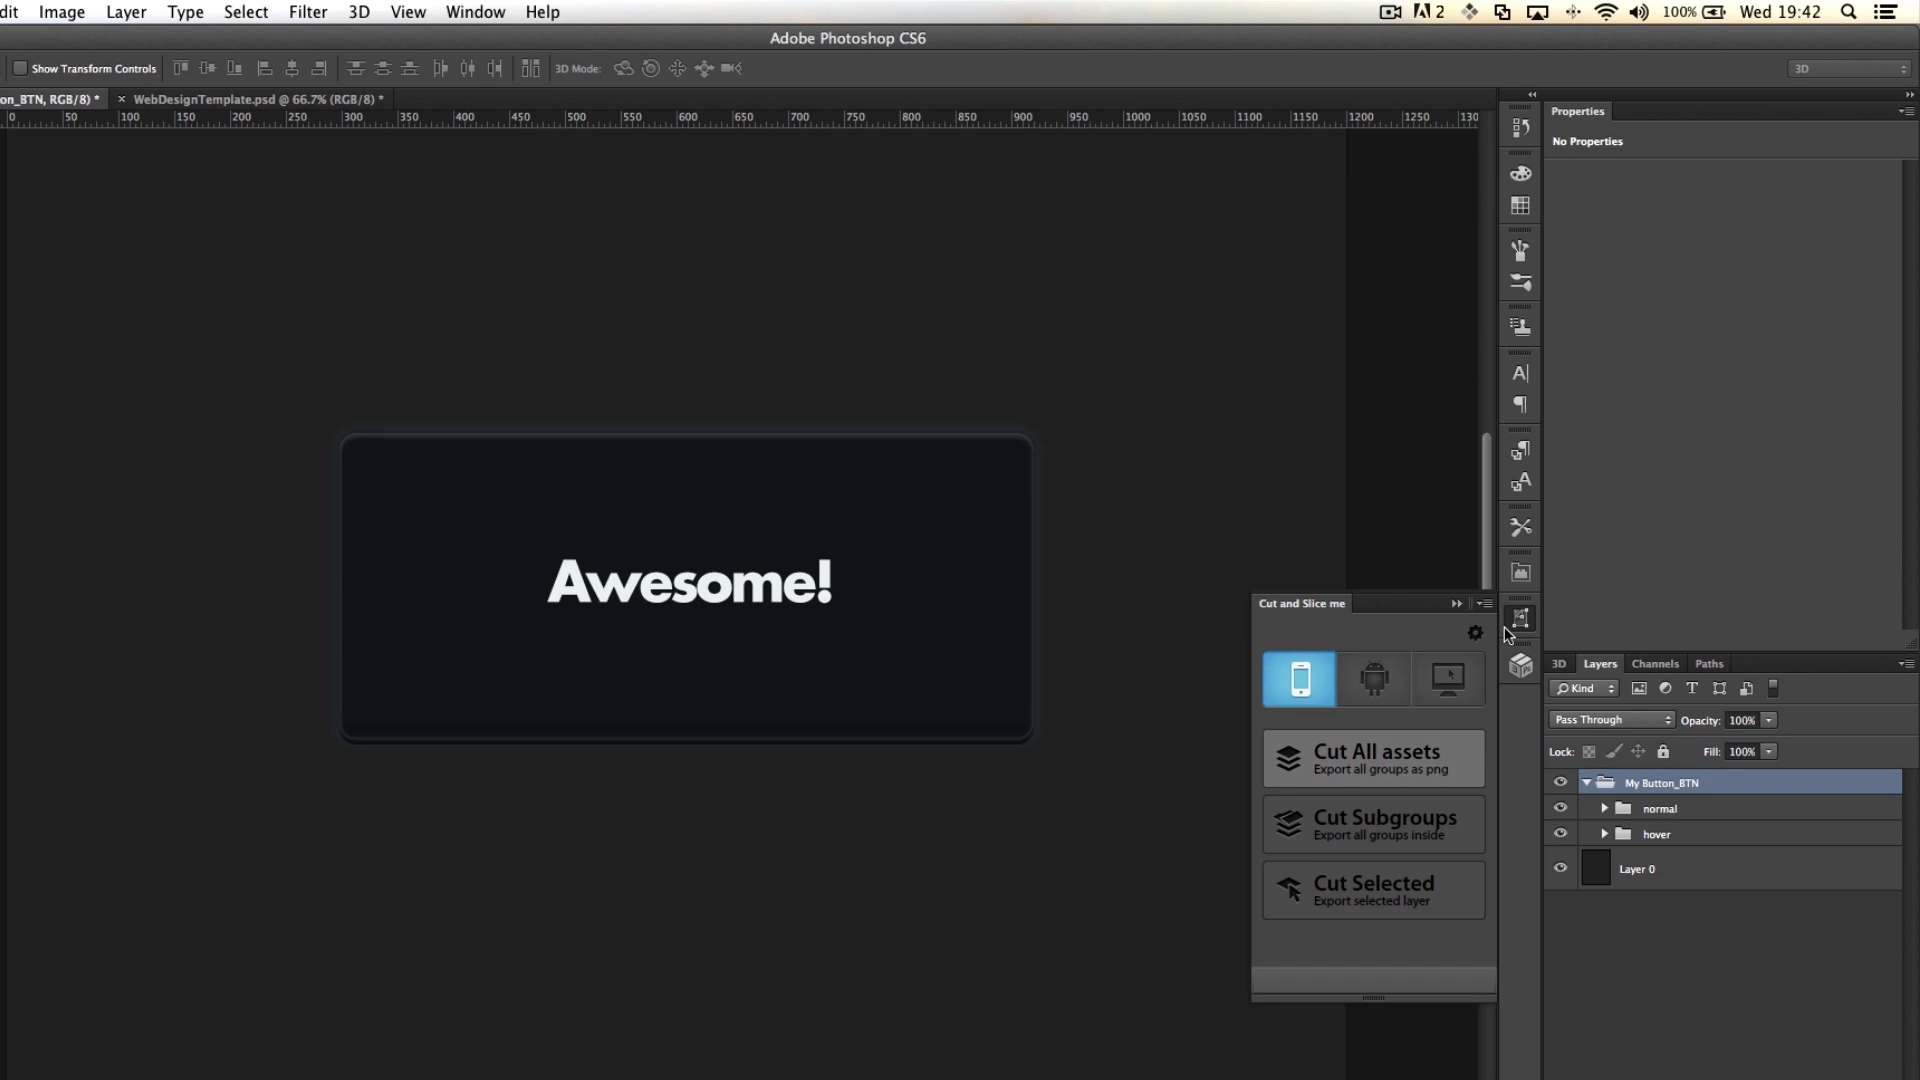 dit Image Layer Type Select Filter 3D View Window Help 2 100% Wed 19:42
Adobe Photoshop CS6
Show Transform Controls 3D Mode: 3D
on_BTN, RGB/8) * × WebDesignTemplate.psd @ 66.7% (RGB/8) *
0 50 100 150 200 250 300 350 400 450 500 550 600 650 700 750 800 850 900 950 1000 1050 1100 1150 1200 1250 130
Properties
No Properties
Awesome!
Cut and Slice me
Cut All assets
Export all groups as png
Cut Subgroups
Export all groups inside
Cut Selected
Export selected layer
3D Layers Channels Paths
Kind
Pass Through Opacity: 100%
Lock: Fill: 100%
My Button_BTN
normal
hover
Layer 0